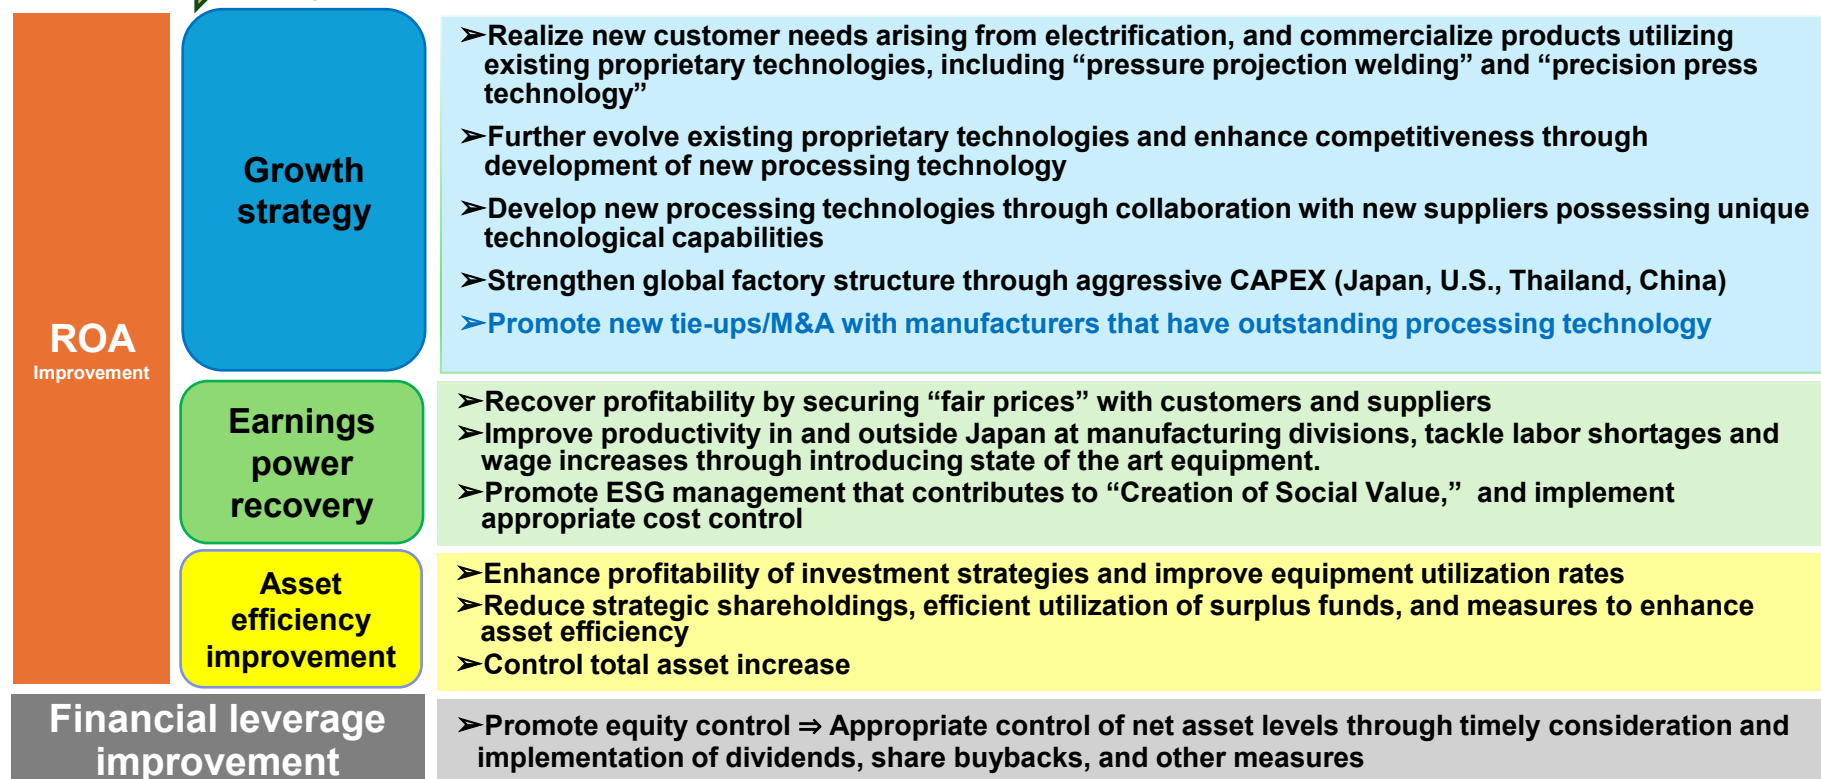 ROA
Improvement
Growth
strategy
➢Realize new customer needs arising from electrification, and commercialize products utilizing
existing proprietary technologies, including “pressure projection welding” and “precision press
technology”
➢Further evolve existing proprietary technologies and enhance competitiveness through
development of new processing technology
➢Develop new processing technologies through collaboration with new suppliers possessing unique
technological capabilities
➢Strengthen global factory structure through aggressive CAPEX (Japan, U.S., Thailand, China)
➢Promote new tie-ups/M&A with manufacturers that have outstanding processing technology
Earnings
power
recovery
➢Recover profitability by securing “fair prices” with customers and suppliers
➢Improve productivity in and outside Japan at manufacturing divisions, tackle labor shortages and
wage increases through introducing state of the art equipment.
➢Promote ESG management that contributes to “Creation of Social Value,” and implement
appropriate cost control
Asset
efficiency
improvement
➢Enhance profitability of investment strategies and improve equipment utilization rates
➢Reduce strategic shareholdings, efficient utilization of surplus funds, and measures to enhance
asset efficiency
➢Control total asset increase
Financial leverage
improvement
➢Promote equity control ⇒ Appropriate control of net asset levels through timely consideration and
implementation of dividends, share buybacks, and other measures